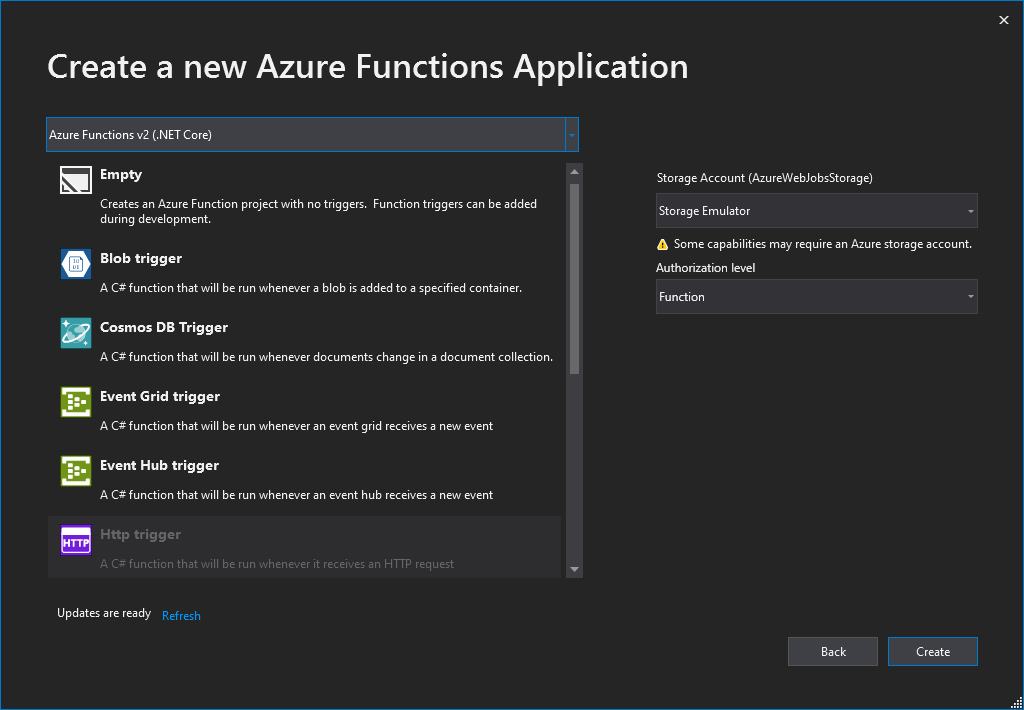 Create a new Azure Functions Application
Azure Functions v2 (.NET Core)
Empty
Creates an Azure Function project with no triggers.  Function triggers can be added
during development.
10
01
Blob trigger
A C# function that will be run whenever a blob is added to a specified container.
Cosmos DB Trigger
A C# function that will be run whenever documents change in a document collection.
Event Grid trigger
A C# function that will be run whenever an event grid receives a new event
Event Hub trigger
A C# function that will be run whenever an event hub receives a new event
HTTP
Http trigger
A C# function that will be run whenever it receives an HTTP request
Updates are ready Refresh
Storage Account (AzureWebJobsStorage)
Storage Emulator
Some capabilities may require an Azure storage account.
Authorization level
Function
Back
Create